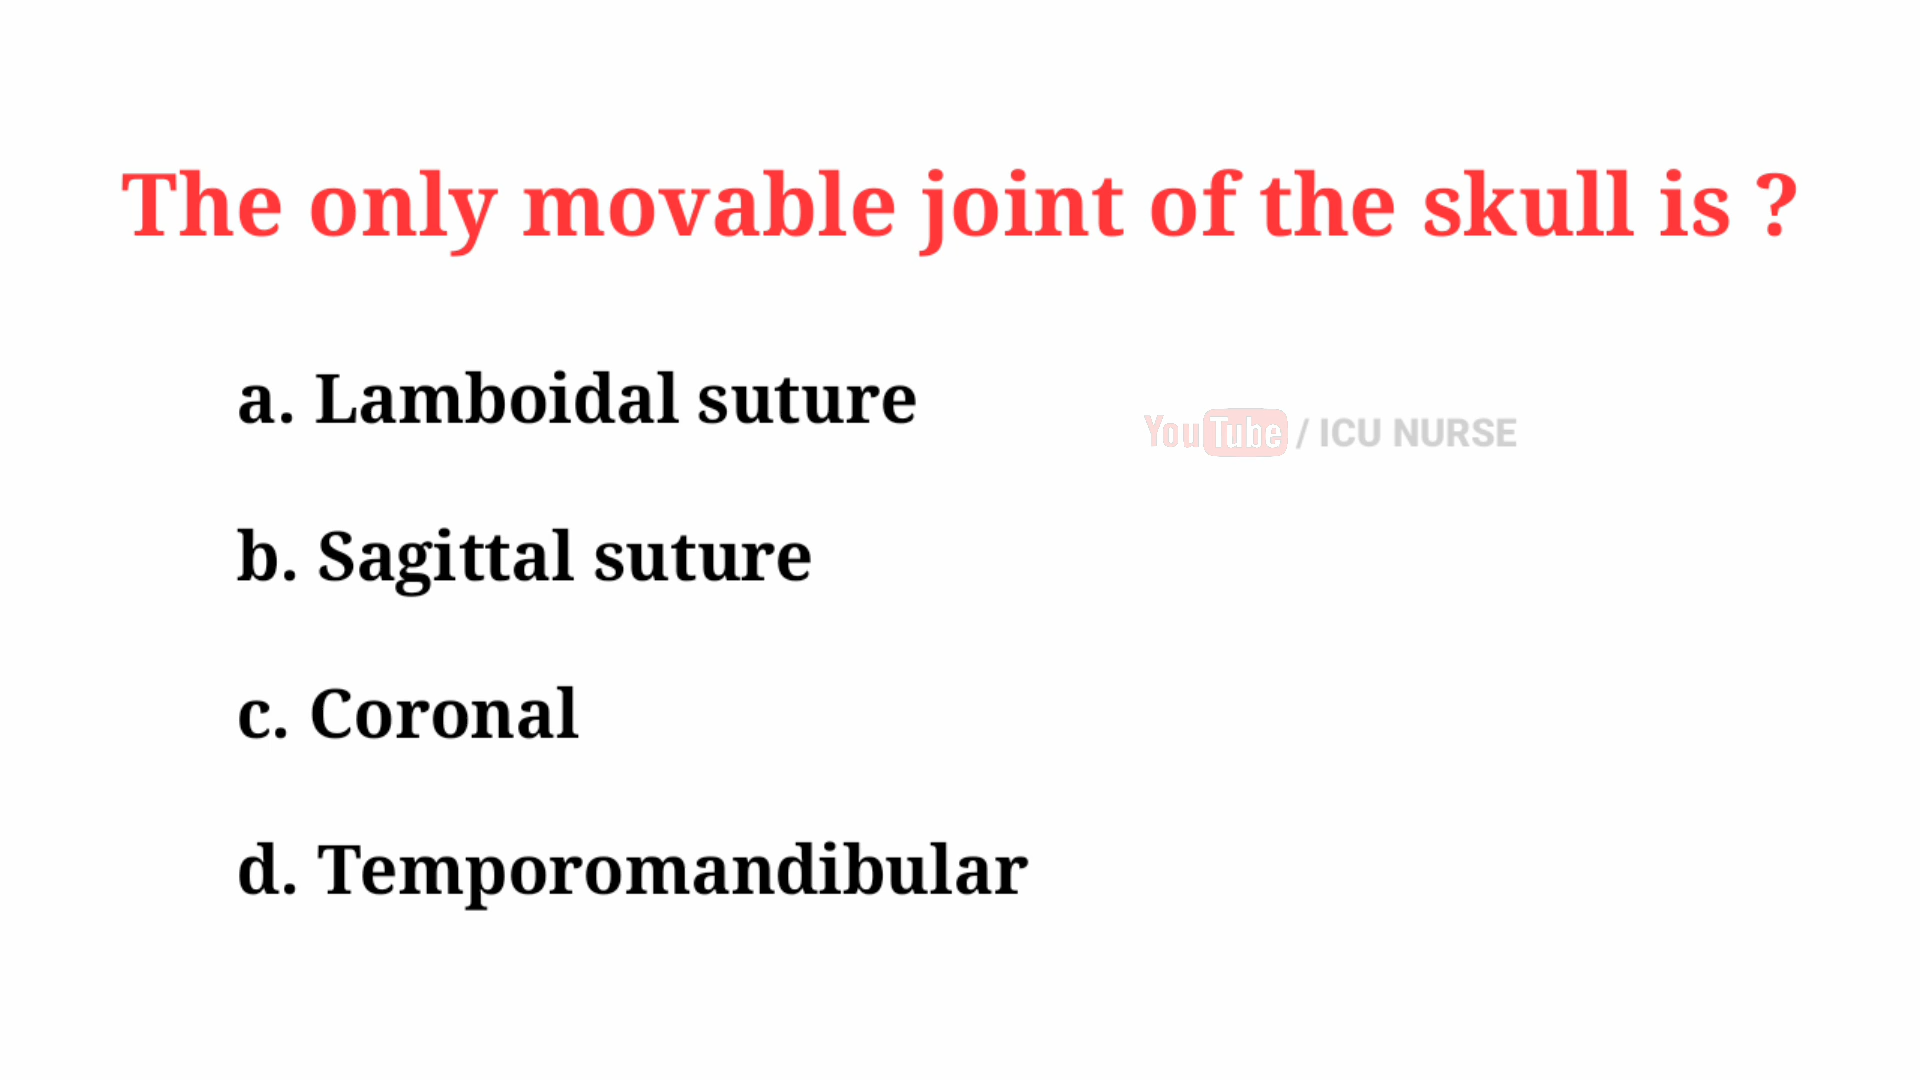 The only movable joint of the skull is ?
a. Lamboidal suture
YouTube / ICU NURSE
b. Sagittal suture
c. Coronal
d. Temporomandibular